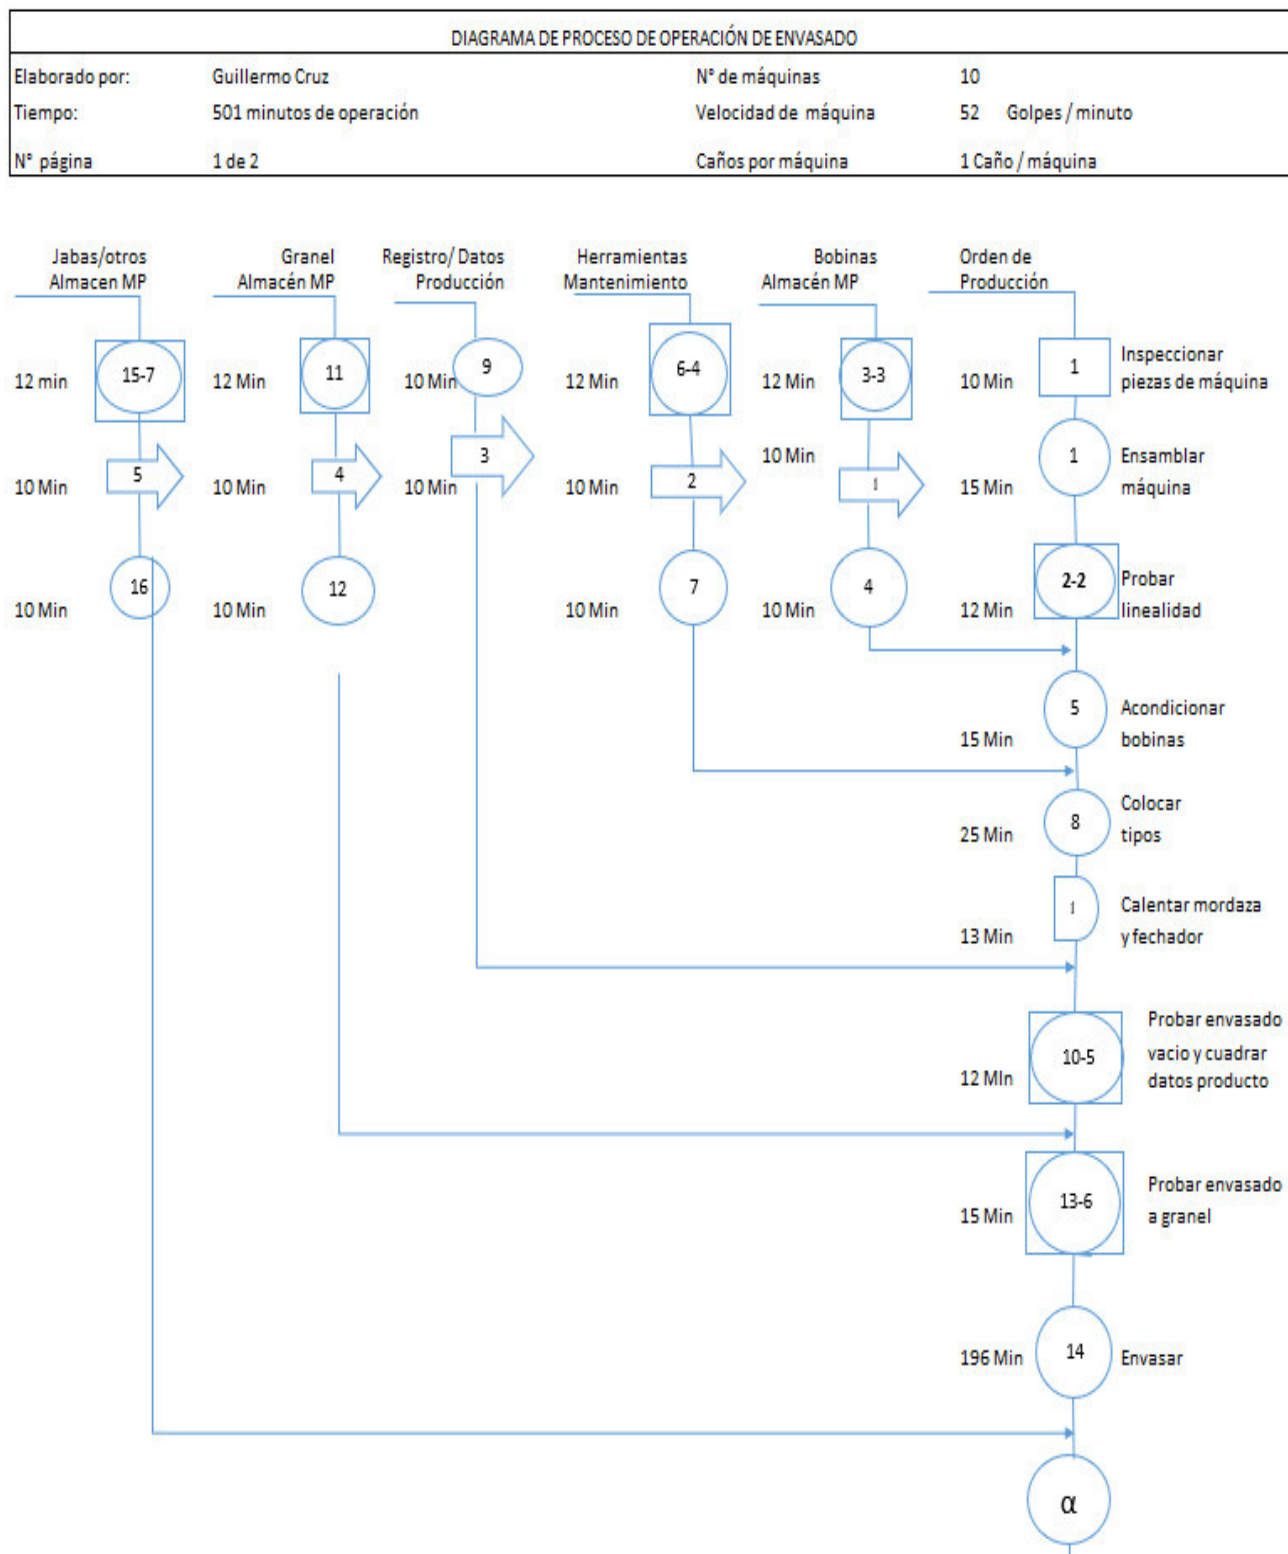 DIAGRAMA DE PROCESO DE OPERACIÓN DE ENVASADO
Elaborado por: Guillermo Cruz N° de máquinas 10
Tiempo: 501 minutos de operación Velocidad de máquina 52 Golpes / minuto
N° página 1 de 2 Caños por máquina 1 Caño / máquina
Jabas/otros Granel Registro/ Datos Herramientas Bobinas Orden de
Almacen MP Almacén MP Producción Mantenimiento Almacén MP Producción
12 min 15-7 12 Min 11 10 Min 9 12 Min 6-4 12 Min 3-3 10 Min 1 Inspeccionar
piezas de máquina
10 Min 5 10 Min 4 10 Min 3 10 Min 2 10 Min 1 15 Min 1 Ensamblar
máquina
10 Min 16 10 Min 12 10 Min 7 10 Min 4 12 Min 2-2 Probar
linealidad
15 Min 5 Acondicionar
bobinas
25 Min 8 Colocar
tipos
13 Min 1 Calentar mordaza
y fechador
12 MIn 10-5 Probar envasado
vacio y cuadrar
datos producto
15 Min 13-6 Probar envasado
a granel
196 Min 14 Envasar
α